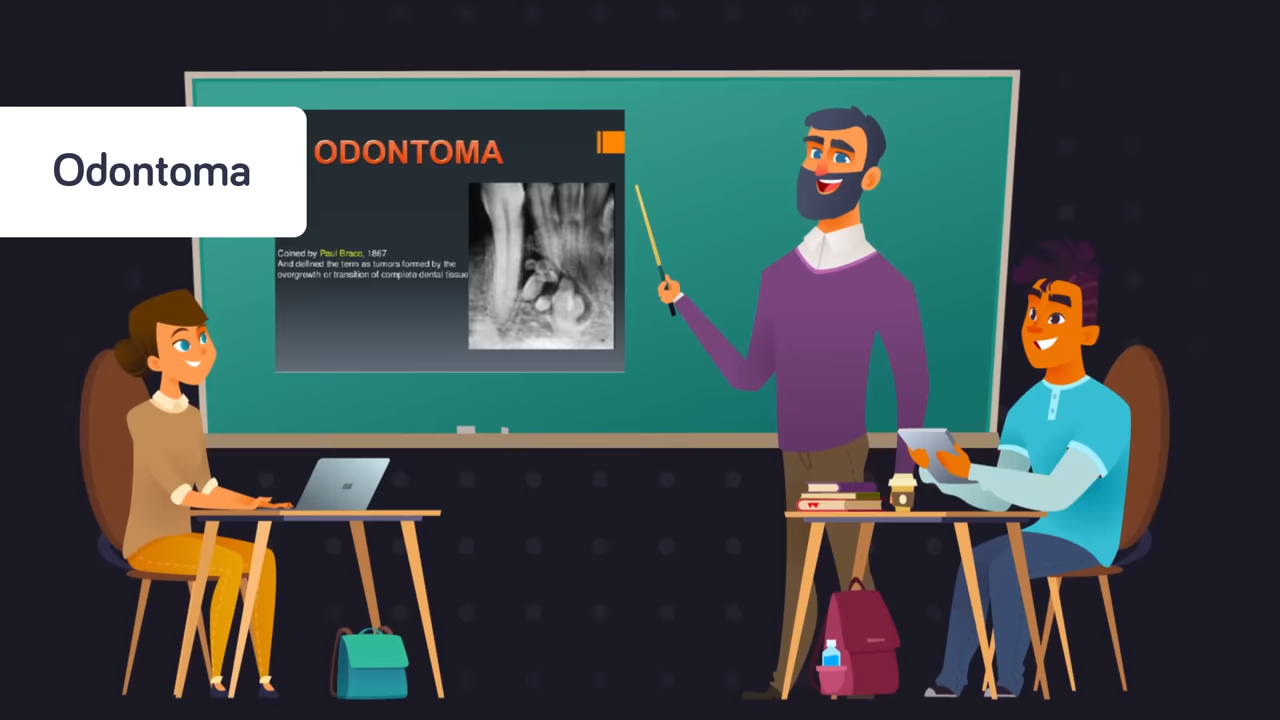 Odontoma
ODONTOMA
Coined by Paul Braco, 1867
And defined the term as tumors formed by the
overgrowth or transition of complete dental tissue